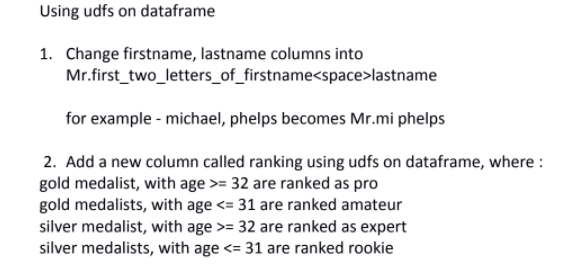 Using udfs on dataframe
1. Change firstname, lastname columns into
Mr.first_two_letters_of_firstname<space>lastname
for example - michael, phelps becomes Mr.mi phelps
2. Add a new column called ranking using udfs on dataframe, where :
gold medalist, with age >= 32 are ranked as pro
gold medalists, with age <= 31 are ranked amateur
silver medalist, with age >= 32 are ranked as expert
silver medalists, with age <= 31 are ranked rookie